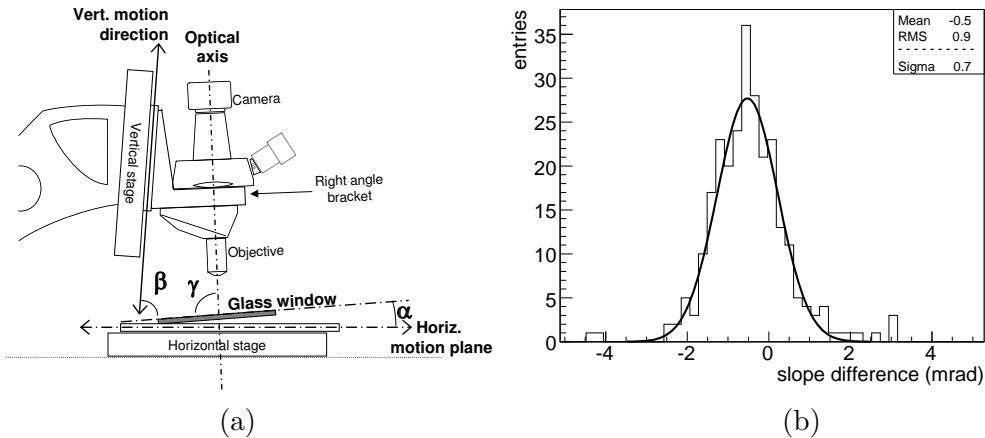 Vert. motion
direction
Optical
axis
Camera
Vertical stage
Right angle
bracket
Objective
β
γ
Glass window
α
Horiz.
motion plane
Horizontal stage
(a)
entries
35
30
25
20
15
10
5
0
-4 -2 0 2 4
slope difference (mrad)
Mean -0.5
RMS 0.9
Sigma 0.7
(b)